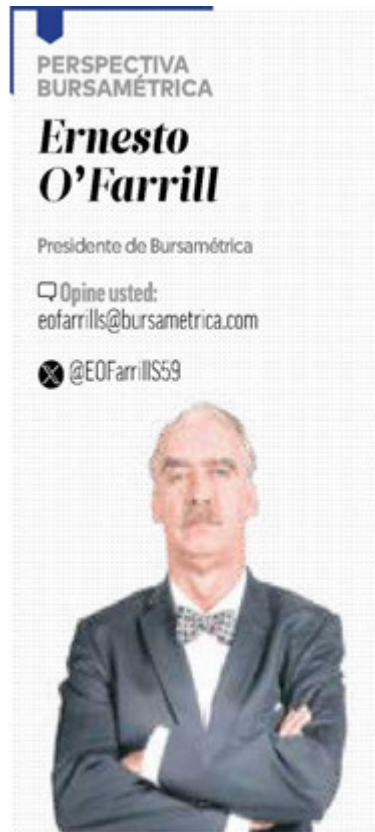 PERSPECTIVA
BURSAMÉTRICA
Ernesto
O’Farrill
Presidente de Bursamétrica
Opine usted:
eofarrills@bursametrica.com
@EOFarrillS59